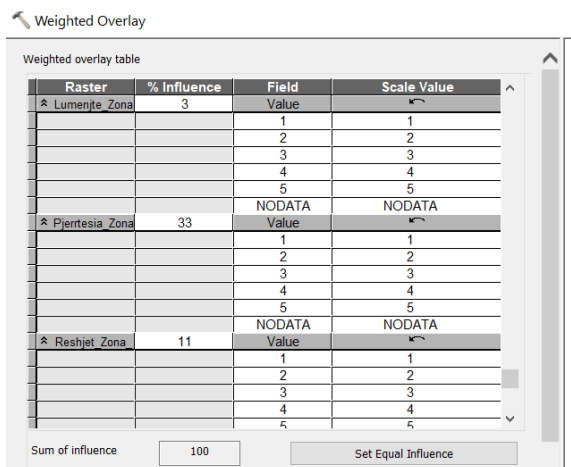 Weighted Overlay
Weighted overlay table
Raster % Influence Field Scale Value
Lumenjte_Zona 3 Value
1 1
2 2
3 3
4 4
5 5
NODATA NODATA
Pjerrtesia_Zona 33 Value
1 1
2 2
3 3
4 4
5 5
NODATA NODATA
Reshjet_Zona_ 11 Value
1 1
2 2
3 3
4 4
5 5
Sum of influence 100 Set Equal Influence